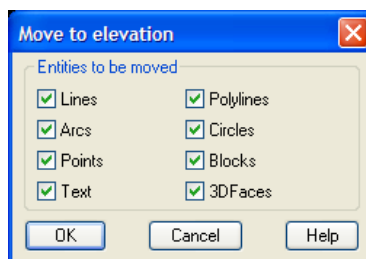 Move to elevation
Entities to be moved
Lines Polylines
Arcs Circles
Points Blocks
Text 3DFaces
OK Cancel Help